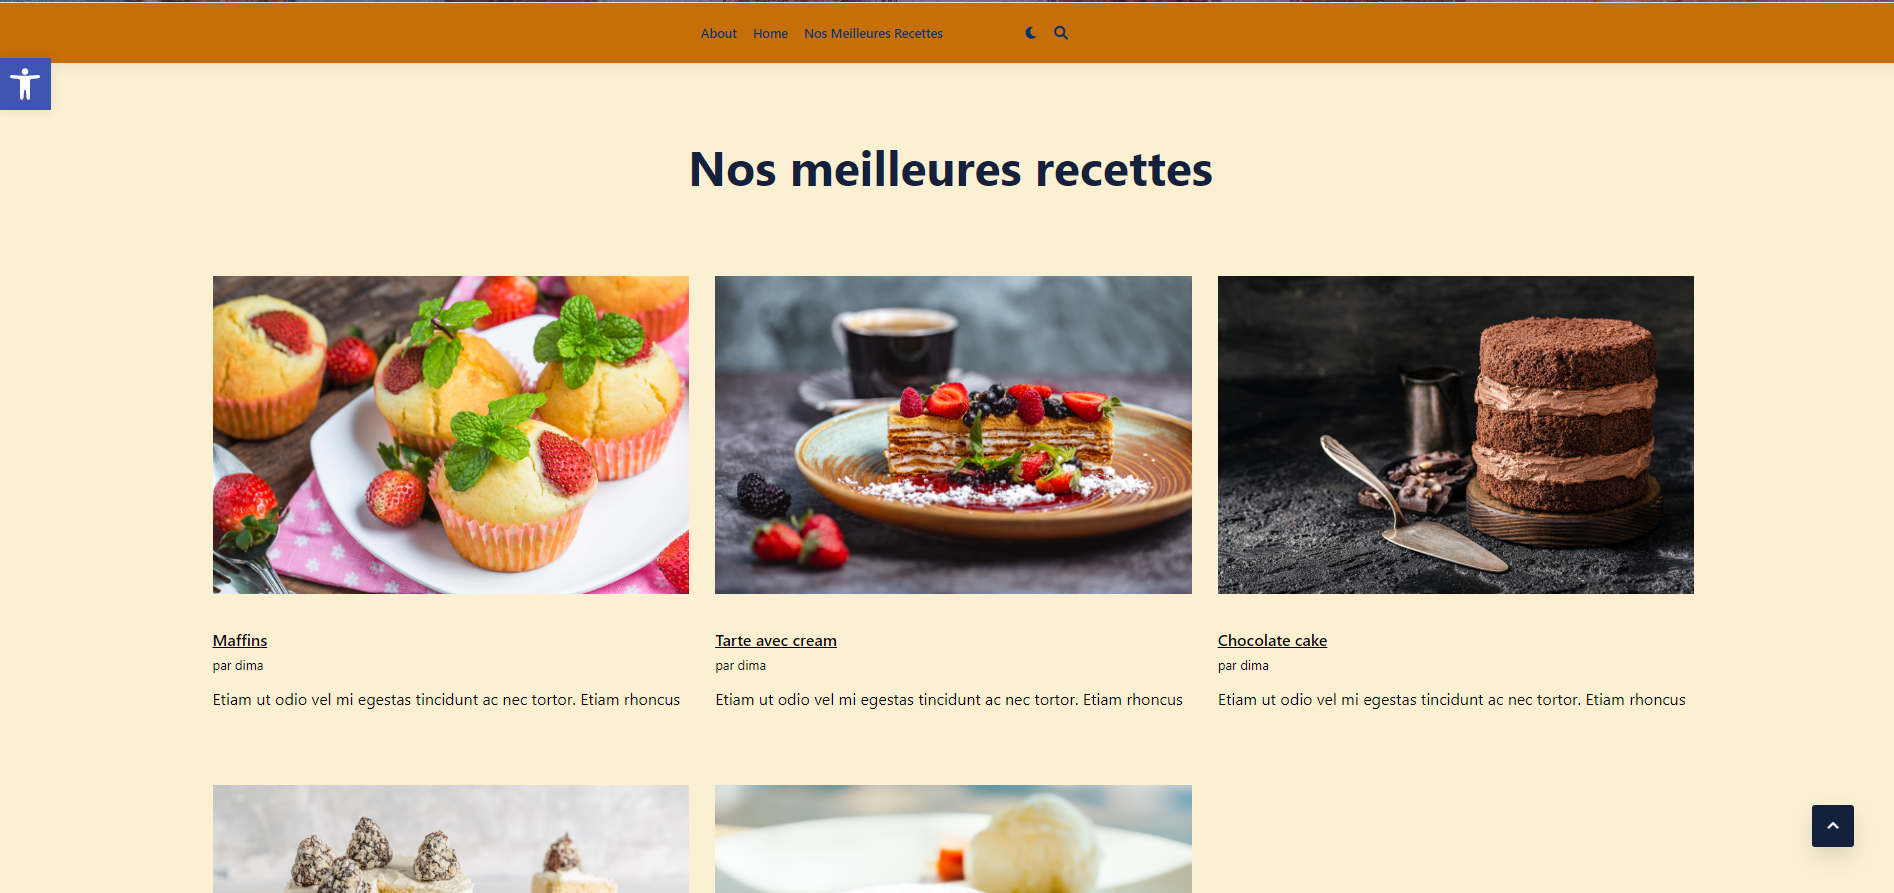 About Home Nos Meilleures Recettes
Nos meilleures recettes
Maffins
par dima
Etiam ut odio vel mi egestas tincidunt ac nec tortor. Etiam rhoncus
Tarte avec cream
par dima
Etiam ut odio vel mi egestas tincidunt ac nec tortor. Etiam rhoncus
Chocolate cake
par dima
Etiam ut odio vel mi egestas tincidunt ac nec tortor. Etiam rhoncus